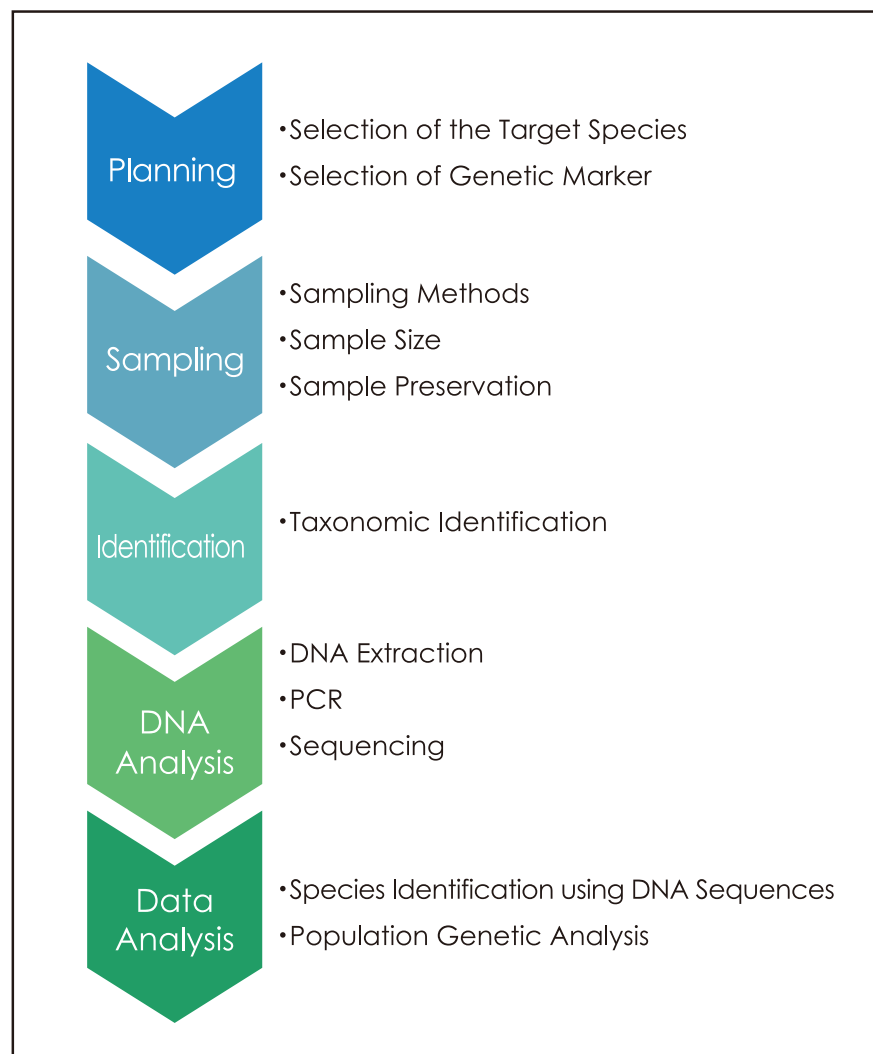 Planning
•Selection of the Target Species
•Selection of Genetic Marker
Sampling
•Sampling Methods
•Sample Size
•Sample Preservation
Identification
•Taxonomic Identification
DNA
Analysis
•DNA Extraction
•PCR
•Sequencing
Data
Analysis
•Species Identification using DNA Sequences
•Population Genetic Analysis